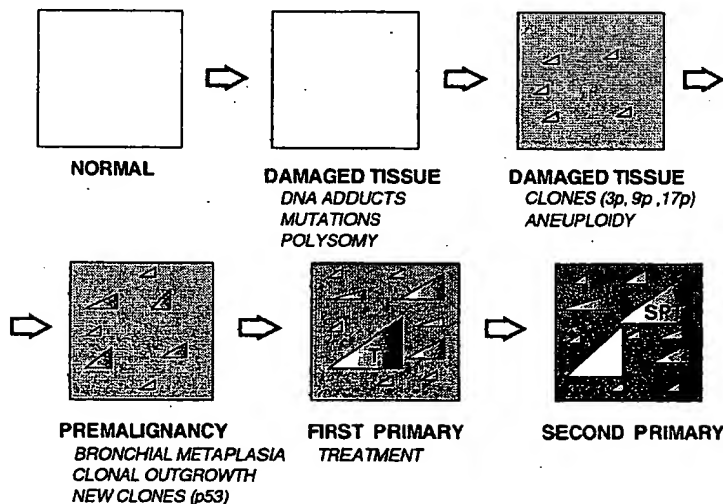 NORMAL
DAMAGED TISSUE
DNA ADDUCTS
MUTATIONS
POLYSOMY
DAMAGED TISSUE
CLONES (3p, 9p ,17p)
ANEUPLOIDY
PREMALIGNANCY
BRONCHIAL METAPLASIA
CLONAL OUTGROWTH
NEW CLONES (p53)
T
FIRST PRIMARY
TREATMENT
SPT
SECOND PRIMARY